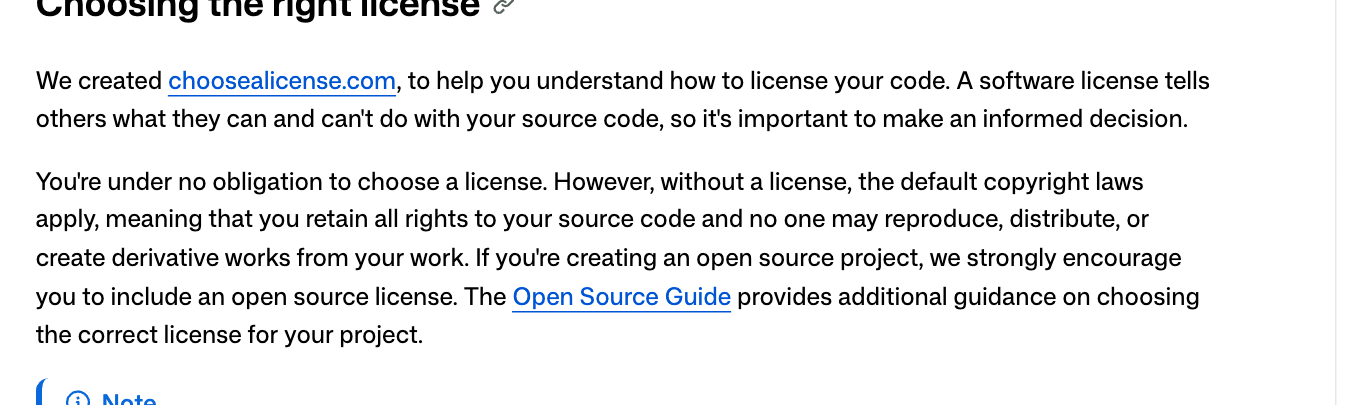 Choosing the right license
We created choosealicense.com, to help you understand how to license your code. A software license tells
others what they can and can't do with your source code, so it's important to make an informed decision.
You're under no obligation to choose a license. However, without a license, the default copyright laws
apply, meaning that you retain all rights to your source code and no one may reproduce, distribute, or
create derivative works from your work. If you're creating an open source project, we strongly encourage
you to include an open source license. The Open Source Guide provides additional guidance on choosing
the correct license for your project.
Note